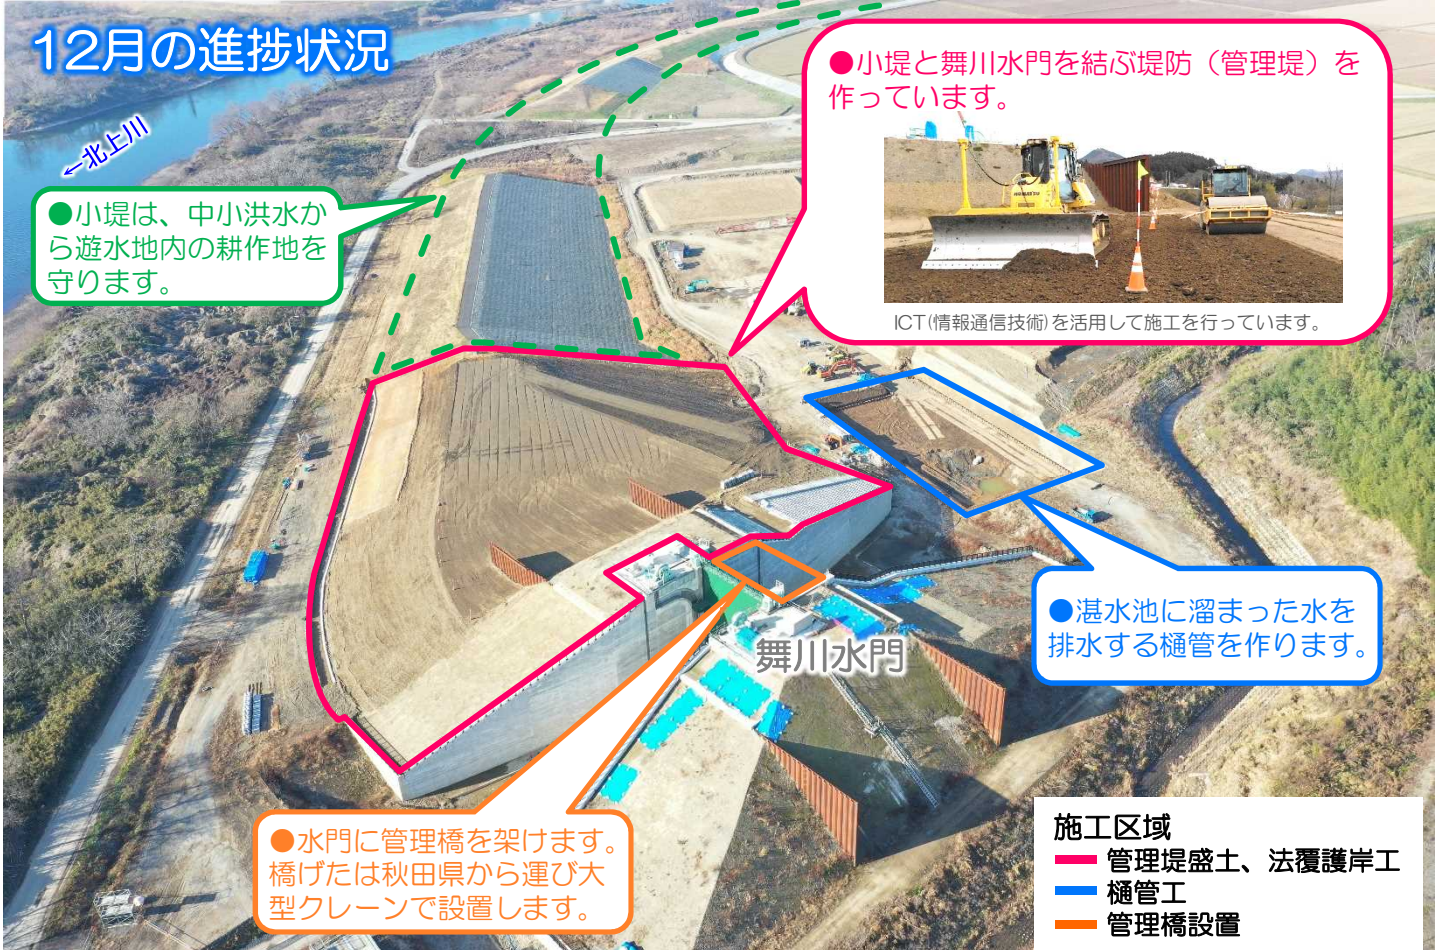 12月の進捗状況
←北上川
●小堤は、中小洪水か
ら遊水地内の耕作地を
守ります。
●小堤と舞川水門を結ぶ堤防（管理堤）を
作っています。
ICT(情報通信技術)を活用して施工を行っています。
●湛水池に溜まった水を
排水する樋管を作ります。
舞川水門
●水門に管理橋を架けます。
橋げたは秋田県から運び大
型クレーンで設置します。
施工区域
管理堤盛土、法覆護岸工
樋管工
管理橋設置